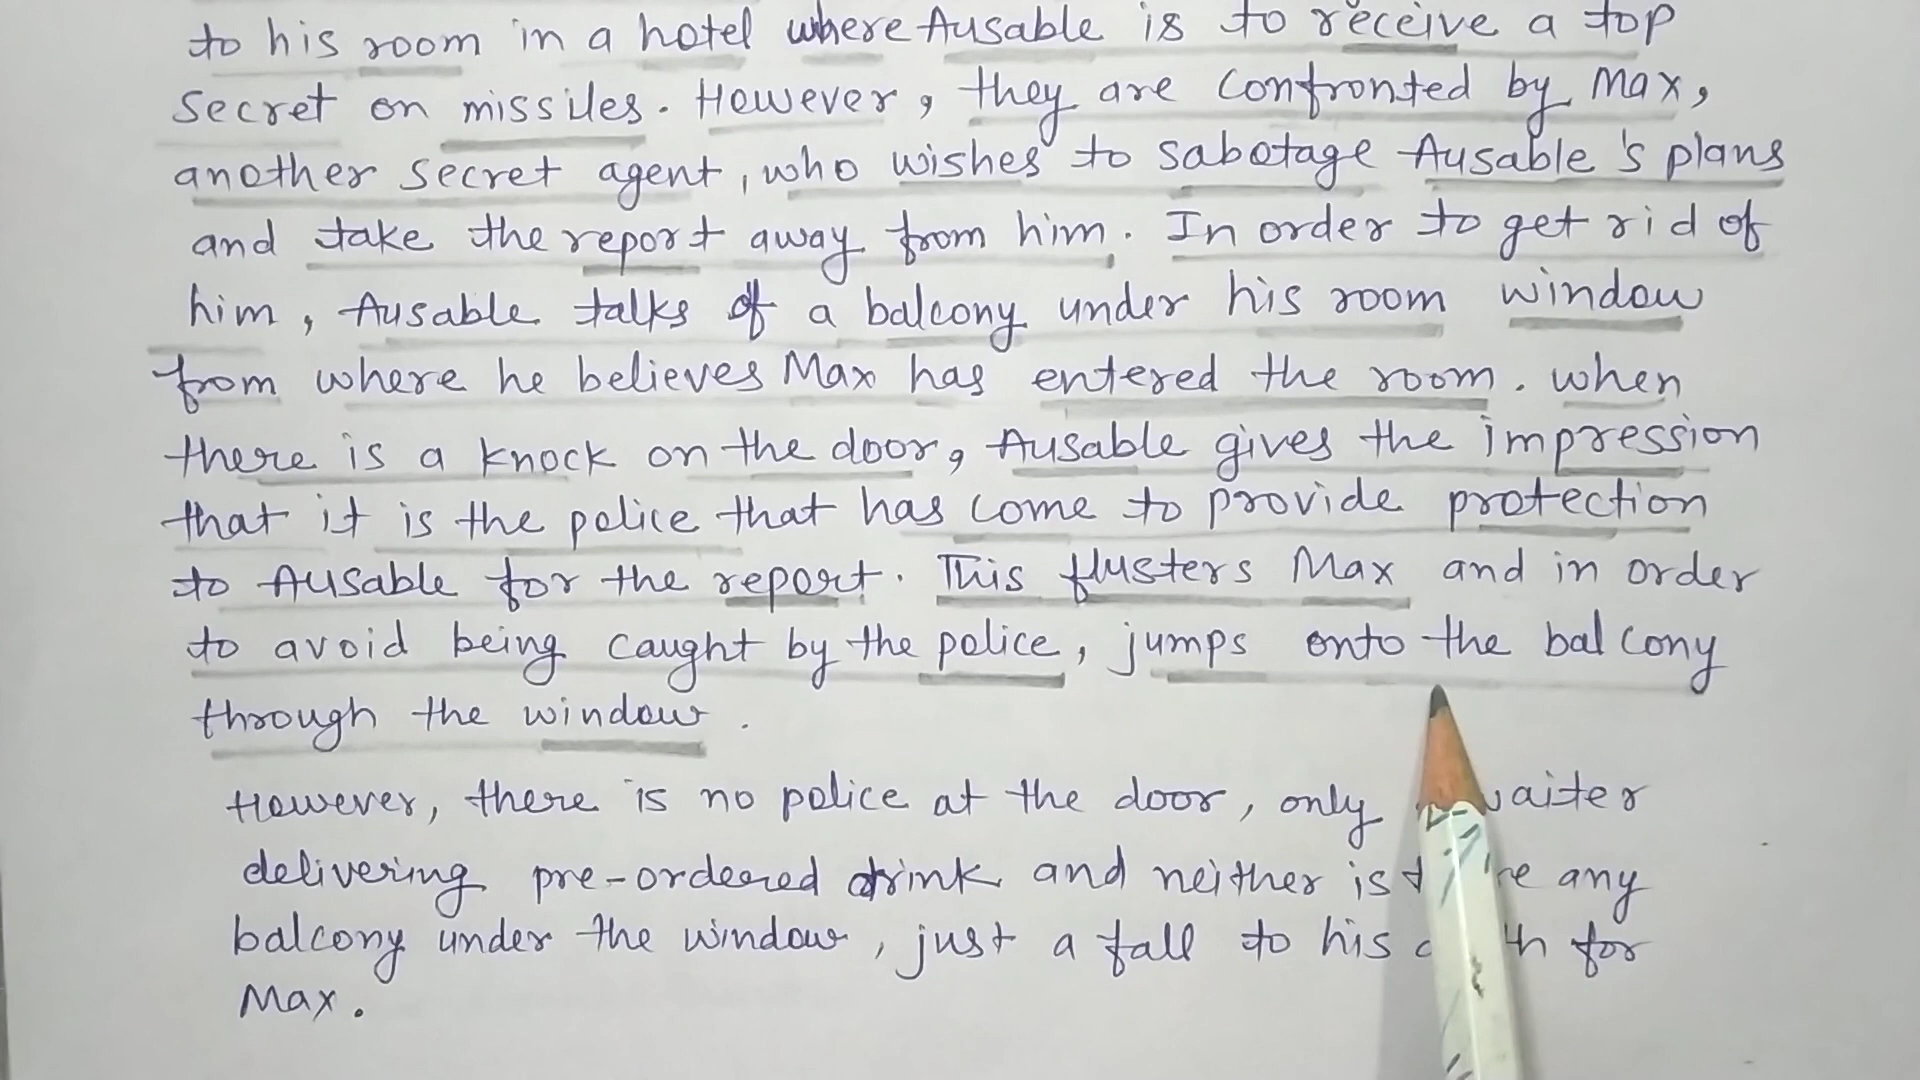 to his room in a hotel where Ausable is to receive a top
secret on missiles. However, they are confronted by Max,
another secret agent, who wishes to sabotage Ausable's plans
and take the report away from him. In order to get rid of
him, Ausable talks of a balcony under his room window
from where he believes Max has entered the room. when
there is a knock on the door, Ausable gives the impression
that it is the police that has come to provide protection
to Ausable for the report. This flusters Max and in order
to avoid being caught by the police, jumps onto the balcony
through the window.
However, there is no police at the door, only waiter
delivering pre-ordered drink and neither is any
balcony under the window, just a fall to his for
Max.